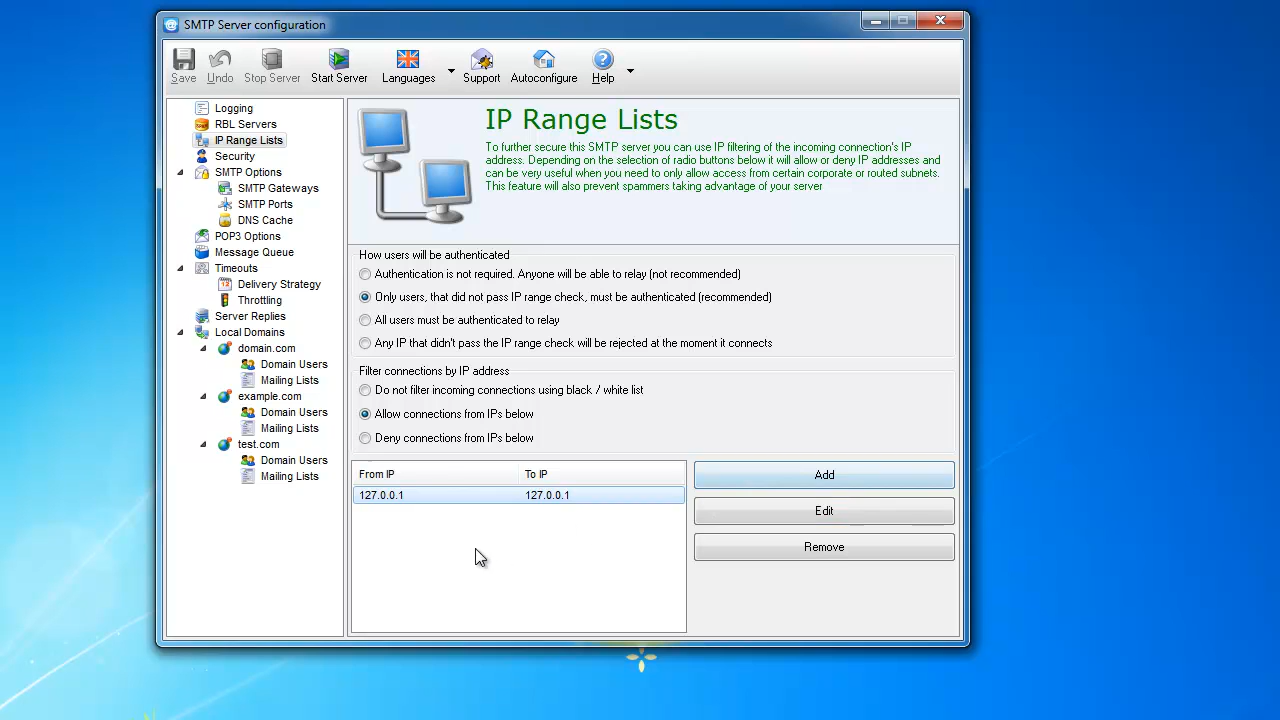 SMTP Server configuration
Save Undo Stop Server Start Server Languages Support Autoconfigure Help
Logging
RBL Servers
IP Range Lists
Security
SMTP Options
SMTP Gateways
SMTP Ports
DNS Cache
POP3 Options
Message Queue
Timeouts
Delivery Strategy
Throttling
Server Replies
Local Domains
domain.com
Domain Users
Mailing Lists
example.com
Domain Users
Mailing Lists
test.com
Domain Users
Mailing Lists
IP Range Lists
To further secure this SMTP server you can use IP filtering of the incoming connection's IP
address. Depending on the selection of radio buttons below it will allow or deny IP addresses and
can be very useful when you need to only allow access from certain corporate or routed subnets.
This feature will also prevent spammers taking advantage of your server
How users will be authenticated
Authentication is not required. Anyone will be able to relay (not recommended)
Only users, that did not pass IP range check, must be authenticated (recommended)
All users must be authenticated to relay
Any IP that didn't pass the IP range check will be rejected at the moment it connects
Filter connections by IP address
Do not filter incoming connections using black / white list
Allow connections from IPs below
Deny connections from IPs below
From IP To IP
127.0.0.1 127.0.0.1
Add
Edit
Remove